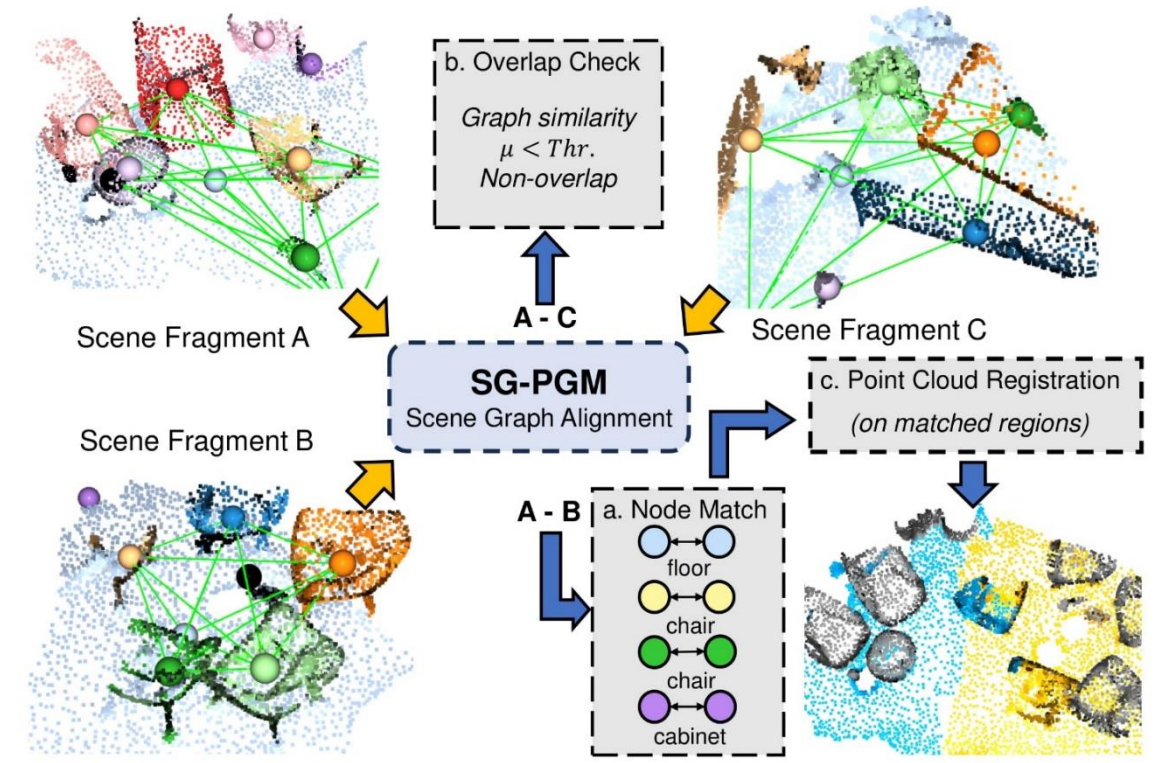 b. Overlap Check
Graph similarity
μ < Thr.
Non-overlap
A - C
Scene Fragment A
Scene Fragment C
SG-PGM
Scene Graph Alignment
c. Point Cloud Registration
(on matched regions)
Scene Fragment B
A - B
a. Node Match
floor
chair
chair
cabinet